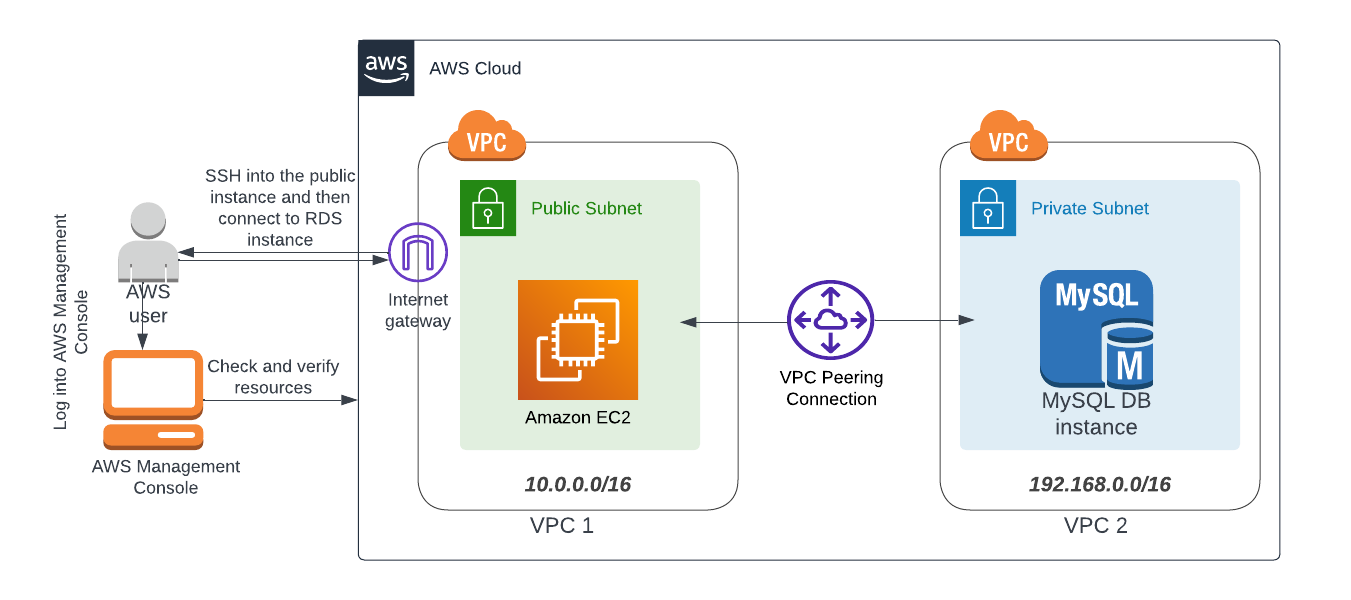 aws
AWS Cloud
VPC
VPC
SSH into the public
instance and then
connect to RDS
instance
Public Subnet
Private Subnet
Log into AWS Management
Console
AWS
user
Internet
gateway
MySQL
M
Check and verify
resources
VPC Peering
Connection
Amazon EC2
MySQL DB
instance
AWS Management
Console
10.0.0.0/16
192.168.0.0/16
VPC 1
VPC 2